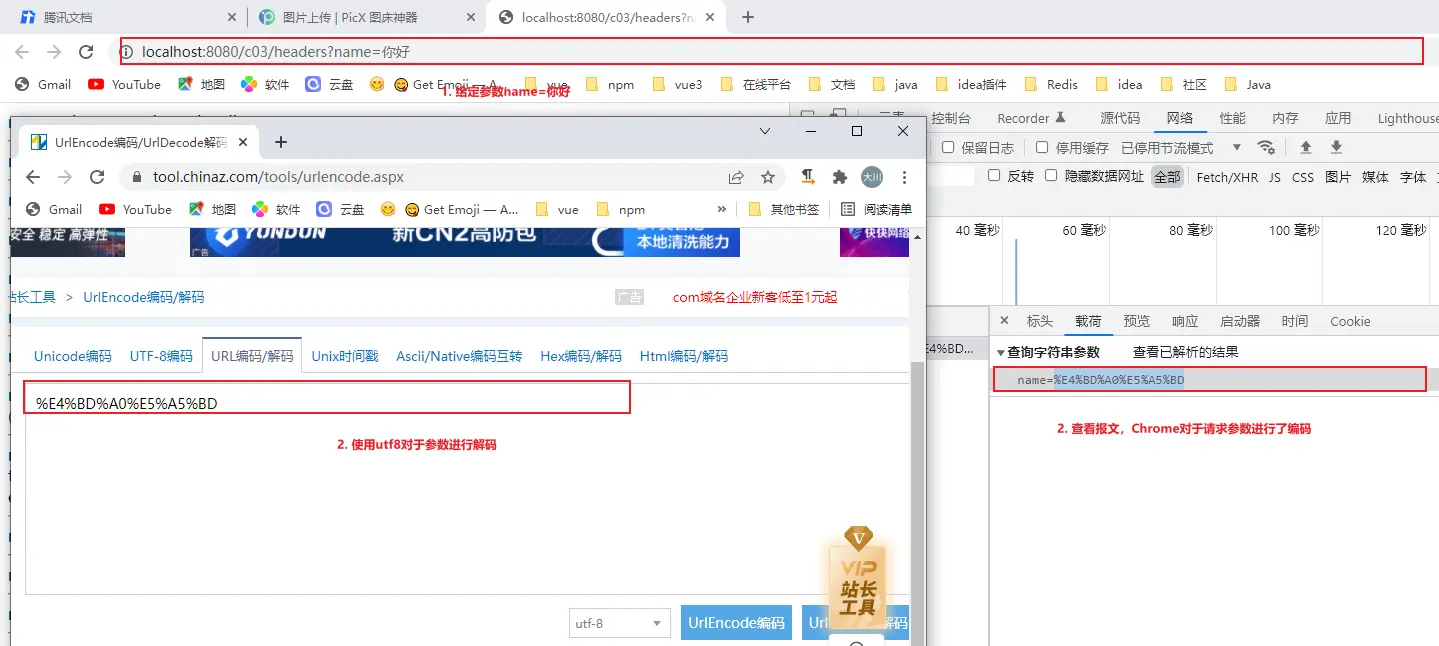 腾讯文档
图片上传 | PicX 图床神器
localhost:8080/c03/headers?n
localhost:8080/c03/headers?name=你好
Gmail YouTube 地图 软件 云盘 Get Emoji — A... vue npm vue3 在线平台 文档 java idea插件 Redis idea 社区 Java
1. 给定参数name=你好
控制台 Recorder 源代码 网络 性能 内存 应用 Lighthouse
UrlEncode编码/UrlDecode解码
保留日志 停用缓存 已停用节流模式
tool.chinaz.com/tools/urlencode.aspx
大川
反转 隐藏数据网址 全部 Fetch/XHR JS CSS 图片 媒体 字体
Gmail YouTube 地图 软件 云盘 Get Emoji — A... vue npm » 其他书签 阅读清单
安全 稳定 高弹性
广告
YUNDUN
新CN2高防包
本地清洗能力
快快网络
40 毫秒 60 毫秒 80 毫秒 100 毫秒 120 毫秒
站长工具 > UrlEncode编码/解码
广告
com域名企业新客低至1元起
标头 载荷 预览 响应 启动器 时间 Cookie
Unicode编码 UTF-8编码 URL编码/解码 Unix时间戳 Ascii/Native编码互转 Hex编码/解码 Html编码/解码
E4%BD...
查询字符串参数 查看已解析的结果
name=%E4%BD%A0%E5%A5%BD
%E4%BD%A0%E5%A5%BD
2. 使用utf8对于参数进行解码
2. 查看报文，Chrome对于请求参数进行了编码
V
VIP
站长
工具
utf-8
UrlEncode编码
Url
解码